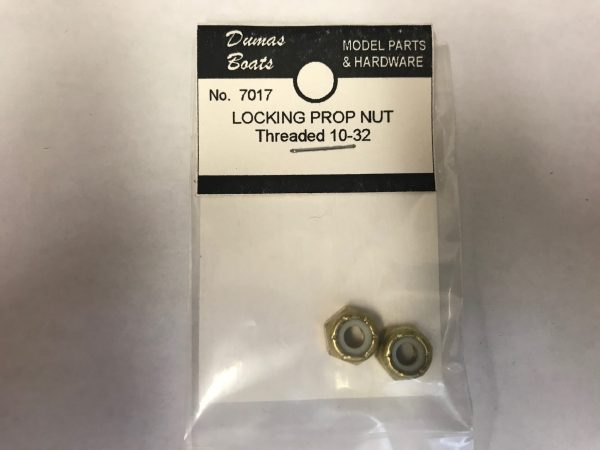 Dumas
Boats
MODEL PARTS
& HARDWARE
No. 7017
LOCKING PROP NUT
Threaded 10-32